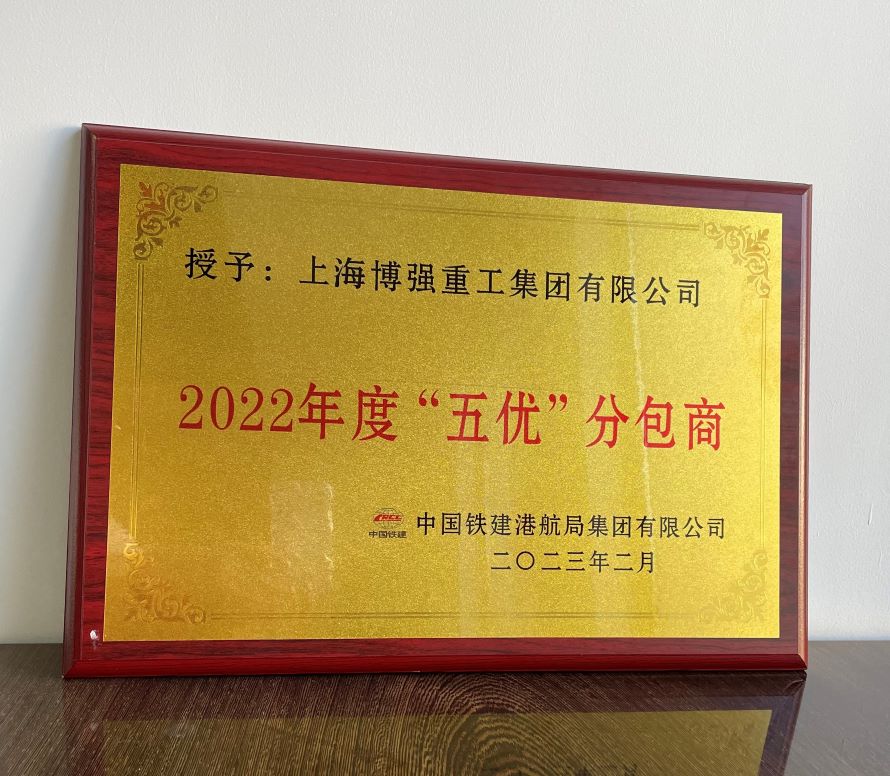 授予：上海博强重工集团有限公司
2022年度“五优”分包商
CRCC
中国铁建
中国铁建港航局集团有限公司
二〇二三年二月